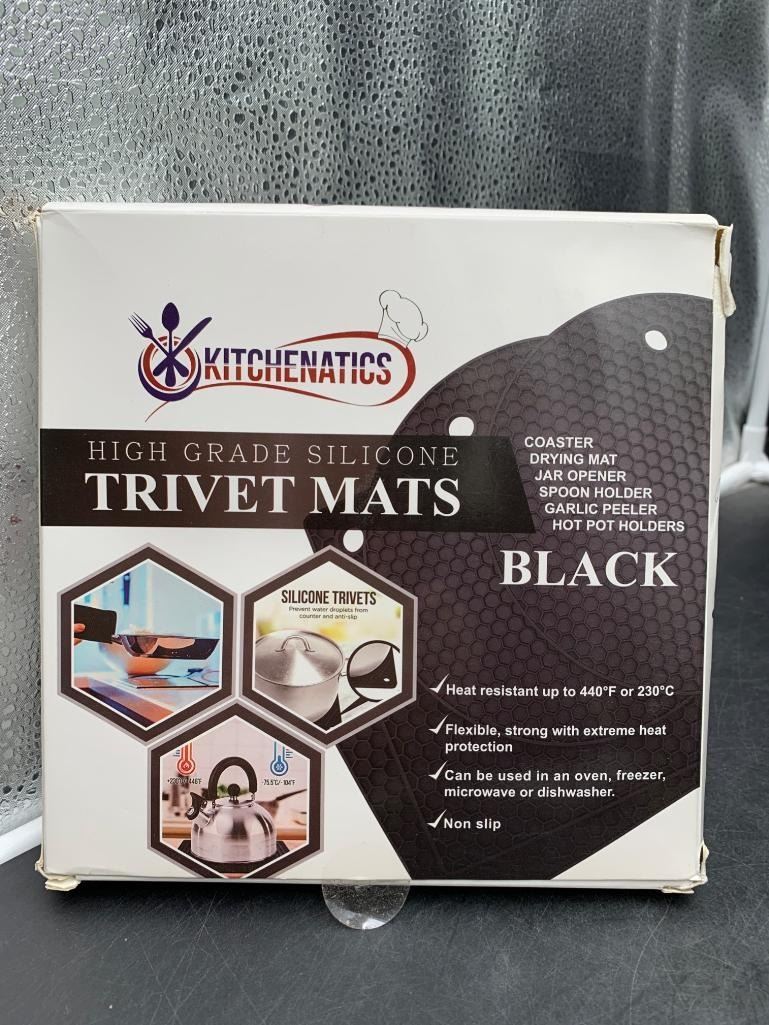 KITCHENATICS
HIGH GRADE SILICONE
TRIVET MATS
COASTER
DRYING MAT
JAR OPENER
SPOON HOLDER
GARLIC PEELER
HOT POT HOLDERS
BLACK
SILICONE TRIVETS
Prevent water droplets from
counter and anti-slip
Heat resistant up to 440°F or 230°C
Flexible, strong with extreme heat
protection
Can be used in an oven, freezer,
microwave or dishwasher.
Non slip